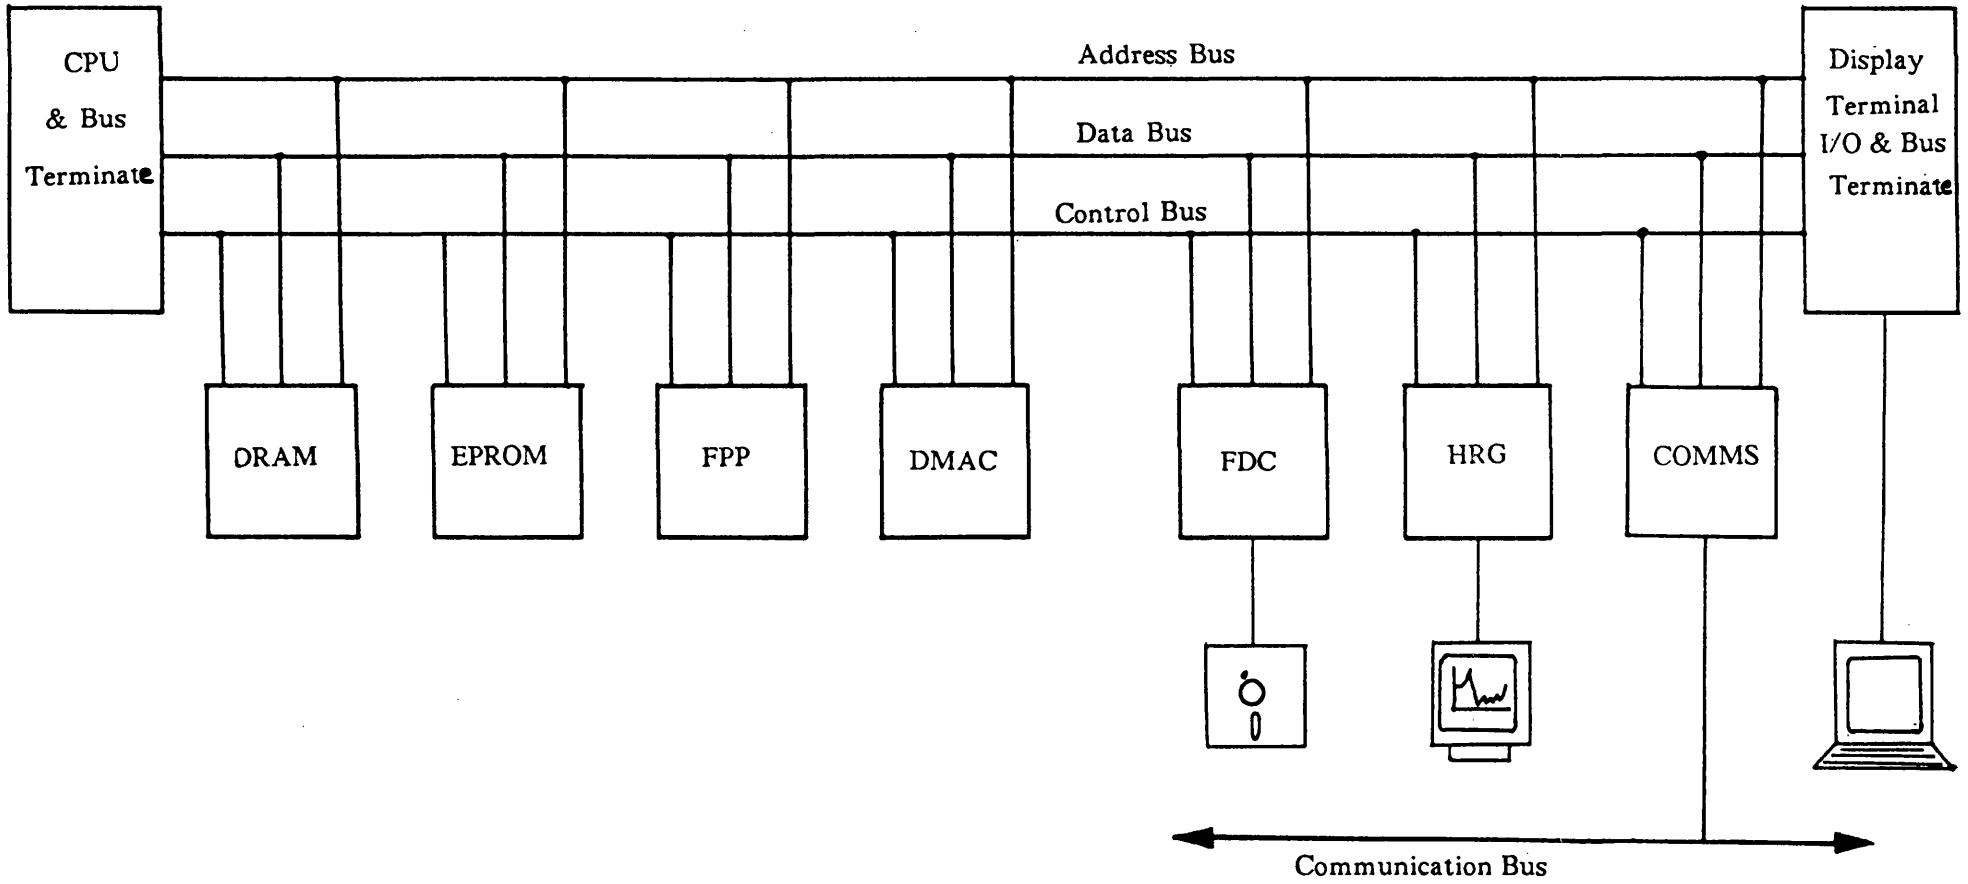 CPU
& Bus
Terminate
Address Bus
Data Bus
Control Bus
Display
Terminal
I/O & Bus
Terminate
DRAM
EPROM
FPP
DMAC
FDC
HRG
COMMS
Communication Bus